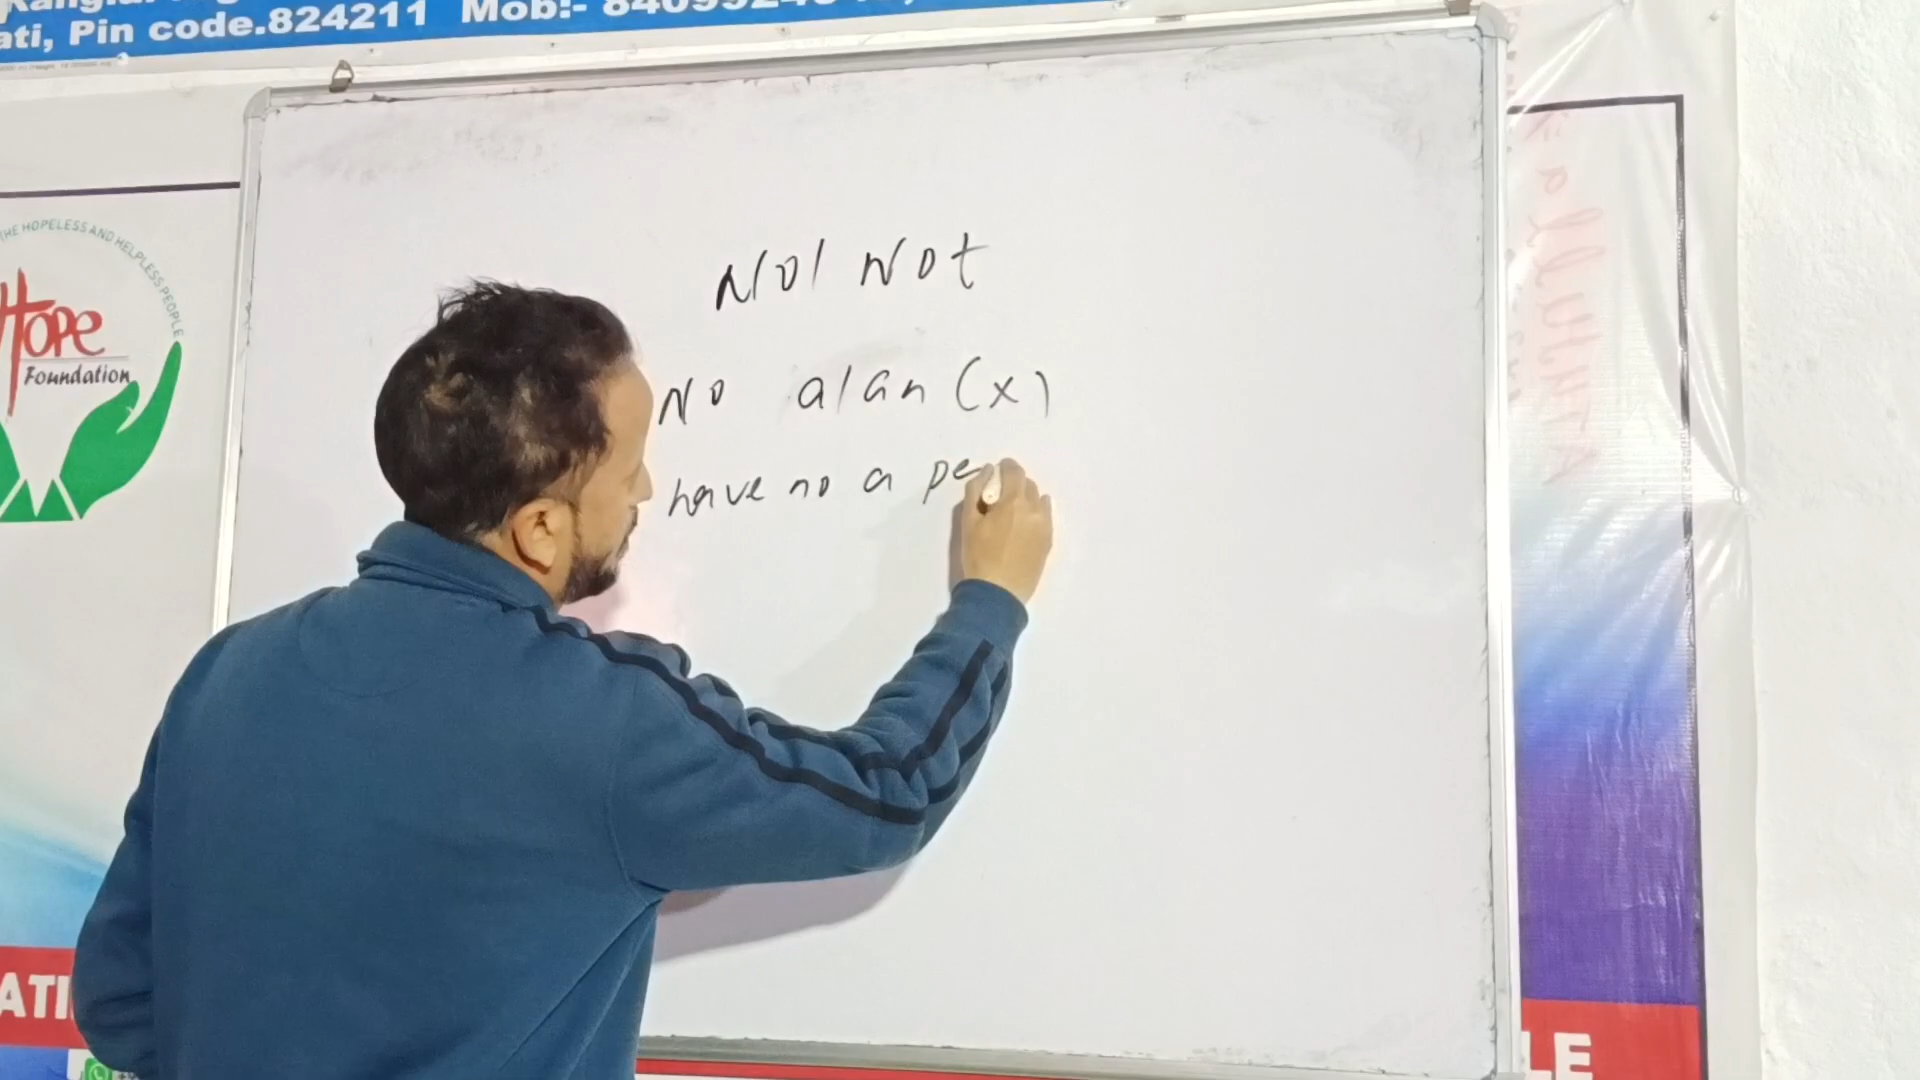 ati, Pin code.824211 Mob:-
THE HOPELESS AND HELPLESS PEOPLE
Hope
Foundation
No/ Not
No a/an (x)
have no a pe
ATI
LE